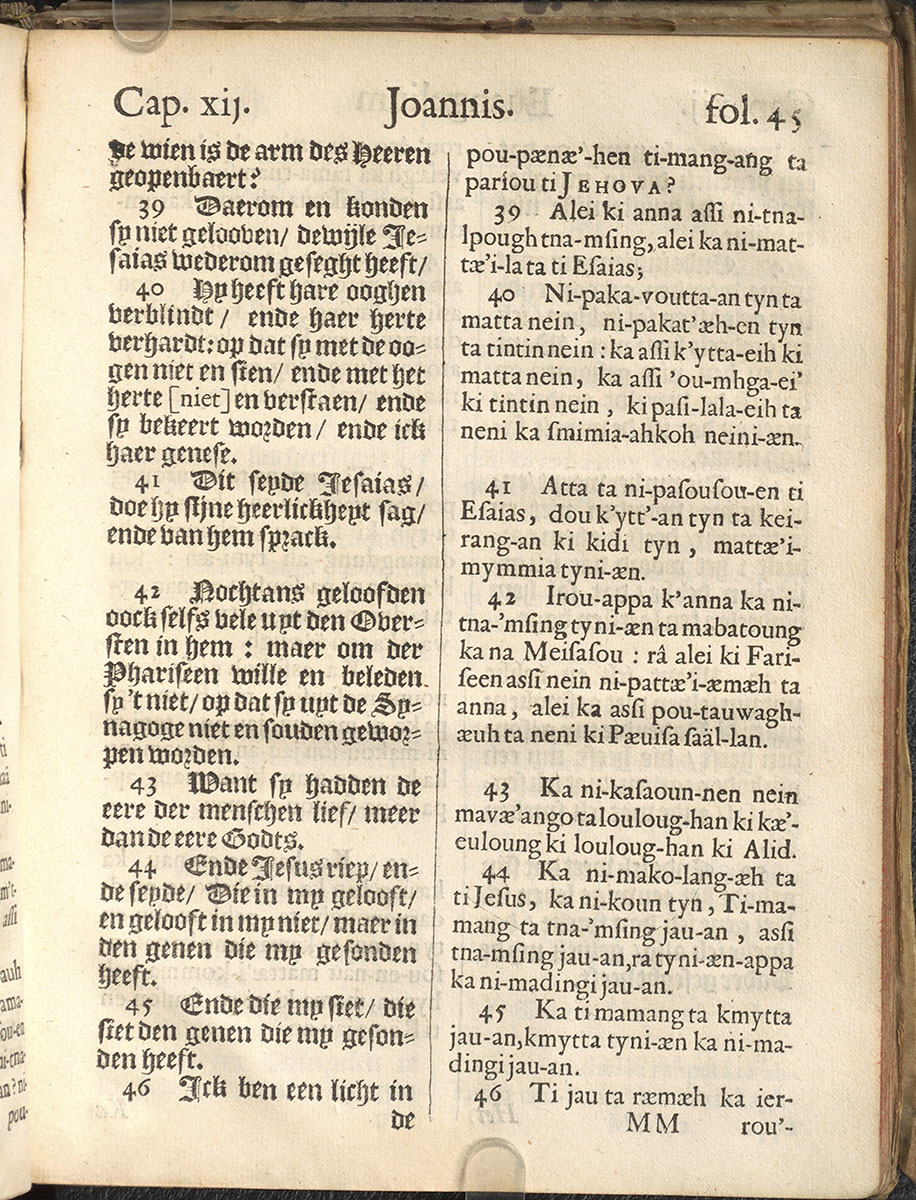 Cap. xij.
Joannis.
fol. 45
de wien is de arm des Heeren
geopenbaert?
39 Daerom en konden
sy niet gelooven/ dewijle Je-
saias wederom geseght heeft/
40 Hy heeft hare ooghen
verblindt/ ende haer herte
verhardt: op dat sy met de oo-
gen niet en sien/ ende met het
herte [niet] en verstaen/ ende
sy bekeert worden/ ende ick
haer genese.
41 Dit seyde Jesaias/
doe hy sijne heerlickheyt sag/
ende van hem sprack.
42 Nochtans geloofden
oock selfs vele uyt den Over-
sten in hem: maer om der
Phariseen wille en beleden
sy 't niet/ op dat sy uyt de Sy-
nagoge niet en souden gewor-
pen worden.
43 Want sy hadden de
eere der menschen lief/ meer
dan de eere Godts.
44 Ende Jesus riep/ en-
de seyde/ Die in my gelooft/
en gelooft in my niet/ maer in
den genen die my gesonden
heeft.
45 Ende die my siet/ die
siet den genen die my geson-
den heeft.
46 Ick ben een licht in
de
pou-pænæ'-hen ti-mang-ang ta
pariou ti JEHOVA?
39 Alei ki anna aſſi ni-tna-
lpough tna-mſing, alei ka ni-mat-
tæ'i-la ta ti Eſaias;
40 Ni-paka-voutta-an tyn ta
matta nein, ni-pakat'æh-en tyn
ta tintin nein : ka aſſi k'ytta-eih ki
matta nein, ka aſſi 'ou-mhga-ei'
ki tintin nein, ki paſi-lala-eih ta
neni ka ſmimia-ahkoh neini-æn.
41 Atta ta ni-paſouſou-en ti
Eſaias, dou k'ytt'-an tyn ta kei-
rang-an ki kidi tyn, mattæ'i-
mymmia tyni-æn.
42 Irou-appa k'anna ka ni-
tna-'mſing tyni-æn ta mabatoung
ka na Meiſaſou : râ alei ki Fari-
ſeen aſſi nein ni-pattæ'i-æmæh ta
anna, alei ka aſſi pou-tauwagh-
æuh ta neni ki Pæuiſa ſaäl-lan.
43 Ka ni-kaſaoun-nen nein
mavæ'ango ta louloug-han ki kæ'-
euloung ki louloug-han ki Alid.
44 Ka ni-mako-lang-æh ta
ti Jeſus, ka ni-koun tyn, Ti-ma-
mang ta tna-'mſing jau-an, aſſi
tna-mſing jau-an, ra tyni-æn-appa
ka ni-madingi jau-an.
45 Ka ti mamang ta kmytta
jau-an, kmytta tyni-æn ka ni-ma-
dingi jau-an.
46 Ti jau ta ræmæh ka ier-
MM rou'-